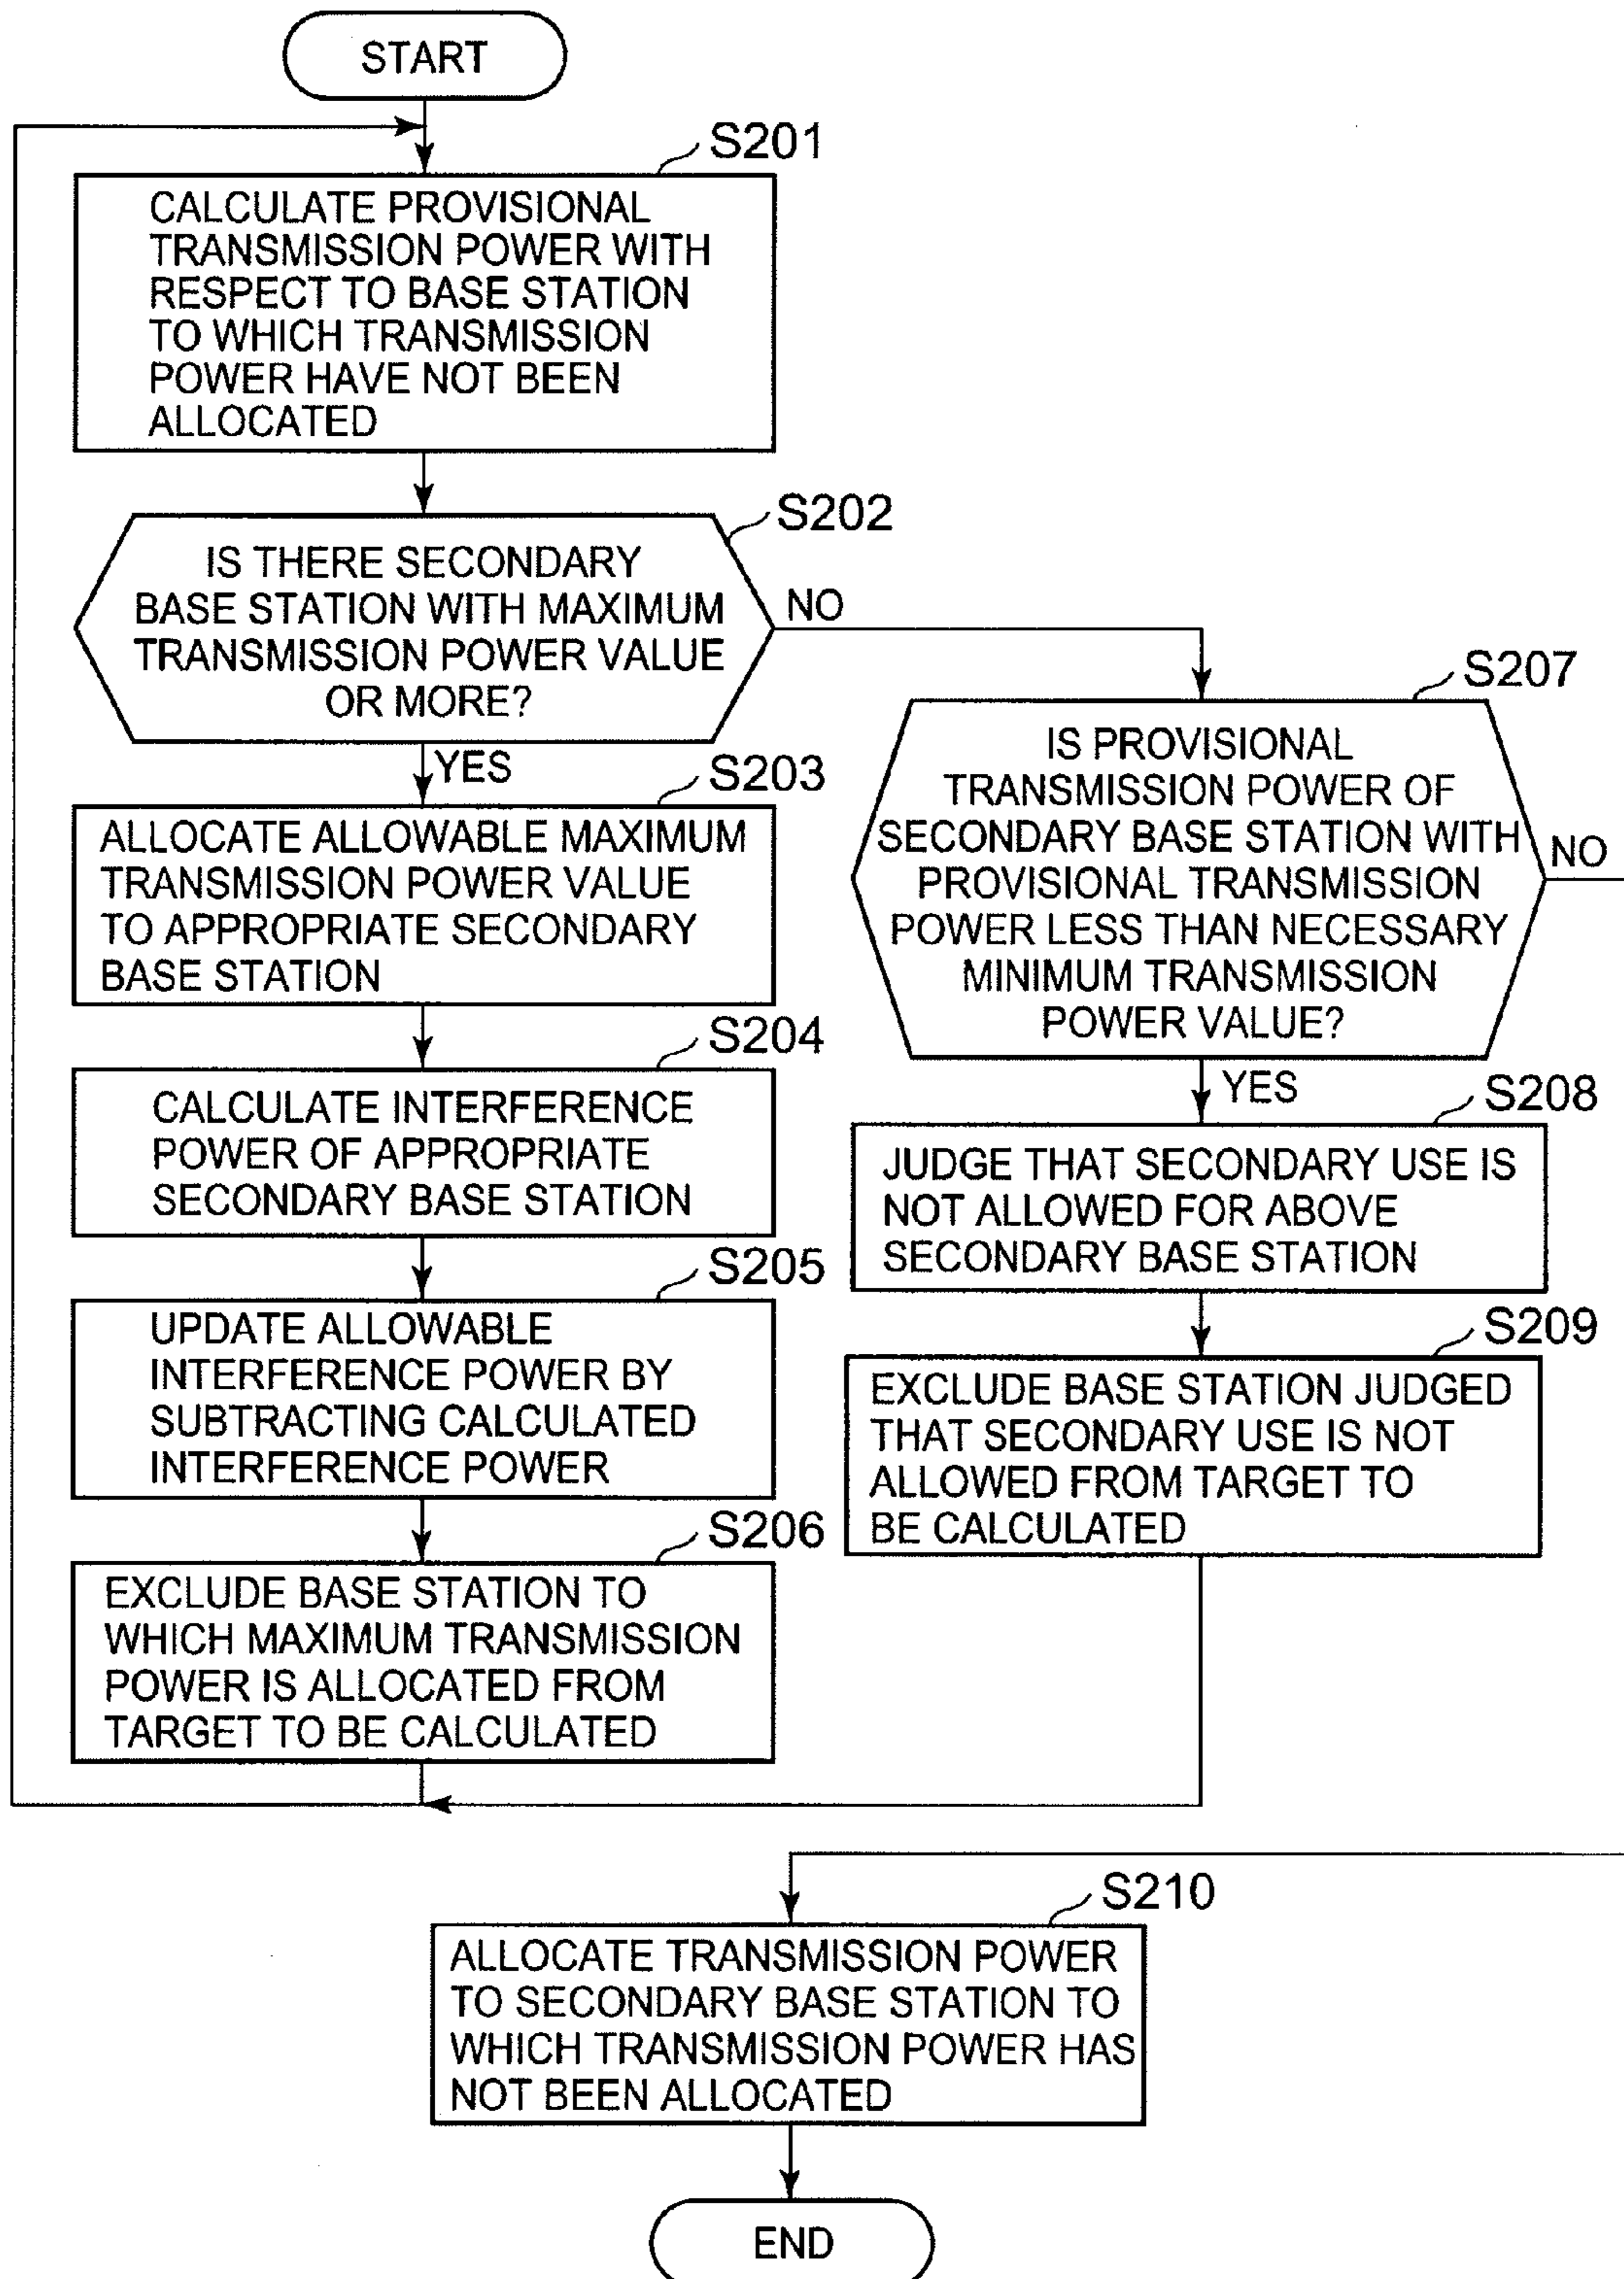 START
S201
CALCULATE PROVISIONAL
TRANSMISSION POWER WITH
RESPECT TO BASE STATION
TO WHICH TRANSMISSION
POWER HAVE NOT BEEN
ALLOCATED
S202
IS THERE SECONDARY
BASE STATION WITH MAXIMUM
TRANSMISSION POWER VALUE
OR MORE?
NO
YES
S203
ALLOCATE ALLOWABLE MAXIMUM
TRANSMISSION POWER VALUE
TO APPROPRIATE SECONDARY
BASE STATION
S204
CALCULATE INTERFERENCE
POWER OF APPROPRIATE
SECONDARY BASE STATION
S205
UPDATE ALLOWABLE
INTERFERENCE POWER BY
SUBTRACTING CALCULATED
INTERFERENCE POWER
S206
EXCLUDE BASE STATION TO
WHICH MAXIMUM TRANSMISSION
POWER IS ALLOCATED FROM
TARGET TO BE CALCULATED
S207
IS PROVISIONAL
TRANSMISSION POWER OF
SECONDARY BASE STATION WITH
PROVISIONAL TRANSMISSION
POWER LESS THAN NECESSARY
MINIMUM TRANSMISSION
POWER VALUE?
NO
YES
S208
JUDGE THAT SECONDARY USE IS
NOT ALLOWED FOR ABOVE
SECONDARY BASE STATION
S209
EXCLUDE BASE STATION JUDGED
THAT SECONDARY USE IS NOT
ALLOWED FROM TARGET TO
BE CALCULATED
S210
ALLOCATE TRANSMISSION POWER
TO SECONDARY BASE STATION TO
WHICH TRANSMISSION POWER HAS
NOT BEEN ALLOCATED
END